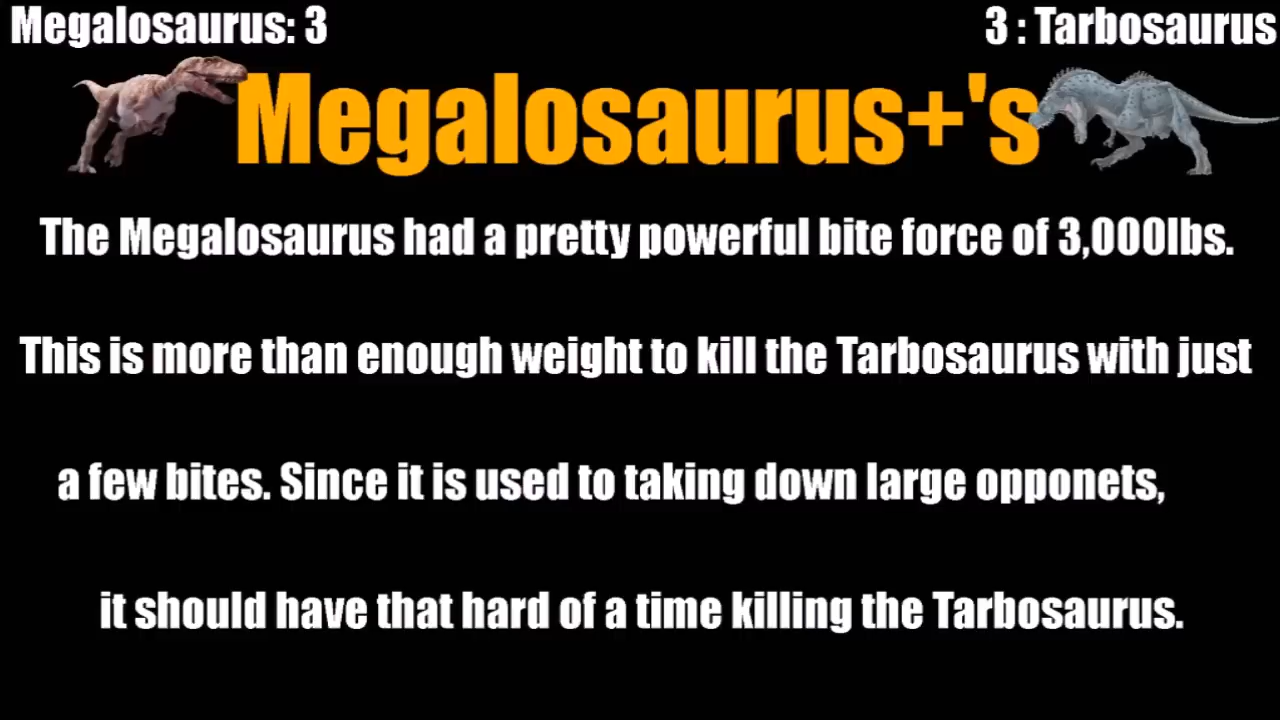 Megalosaurus: 3
3 : Tarbosaurus
Megalosaurus+'s
The Megalosaurus had a pretty powerful bite force of 3,000lbs.
This is more than enough weight to kill the Tarbosaurus with just
a few bites. Since it is used to taking down large opponets,
it should have that hard of a time killing the Tarbosaurus.